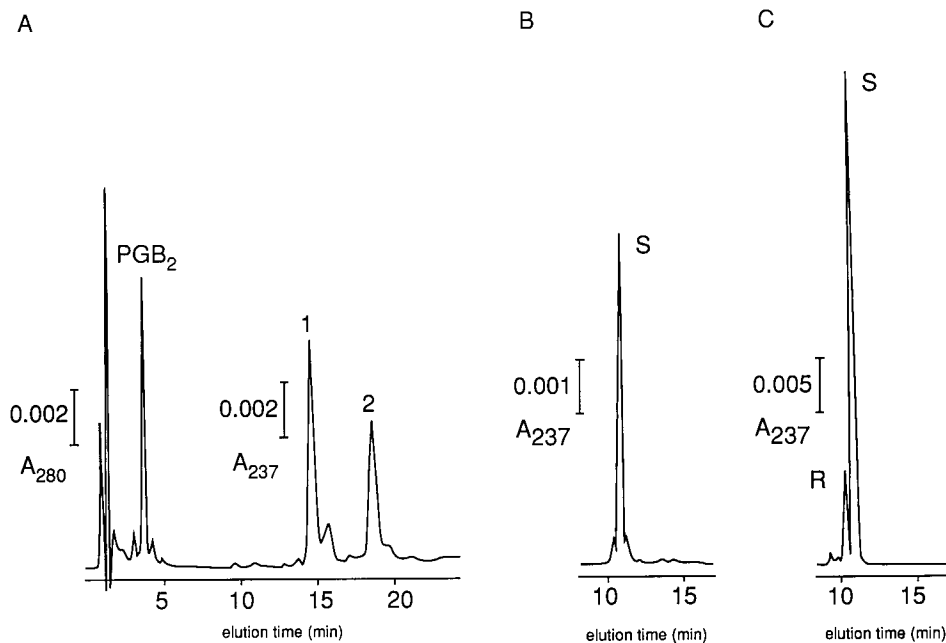 A
PGB₂
1
2
0.002
A₂₈₀
0.002
A₂₃₇
5
10
15
20
elution time (min)
B
S
0.001
A₂₃₇
10
15
elution time (min)
C
S
0.005
A₂₃₇
R
10
15
elution time (min)